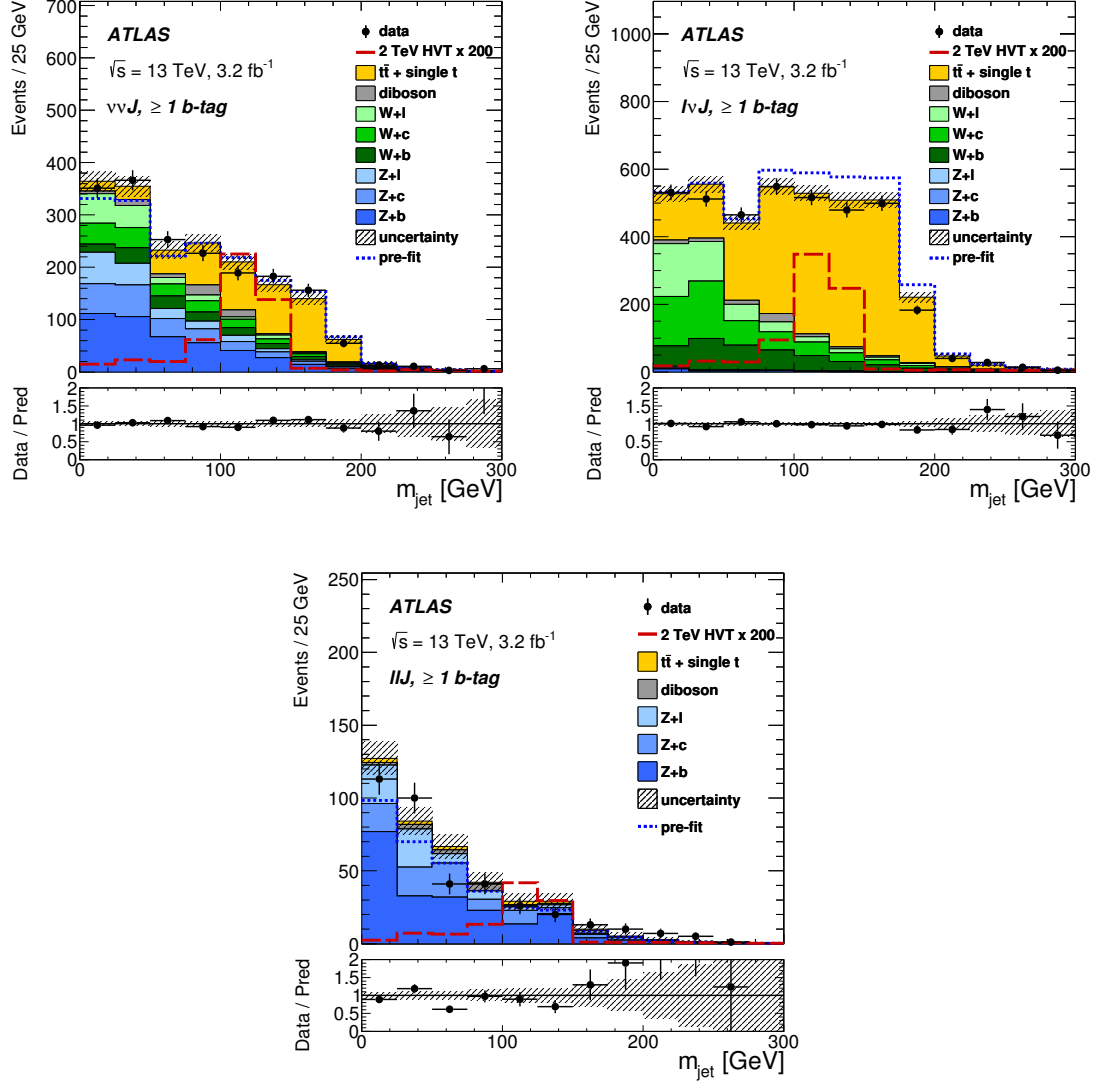 Events / 25 GeV
700
600
500
400
300
200
100
0
ATLAS
√s = 13 TeV, 3.2 fb⁻¹
ννJ, ≥ 1 b-tag
data
2 TeV HVT x 200
tt̄ + single t
diboson
W+l
W+c
W+b
Z+l
Z+c
Z+b
uncertainty
pre-fit
Data / Pred
2
1.5
1
0.5
0
0 100 200 300
m_jet [GeV]
Events / 25 GeV
1000
800
600
400
200
0
ATLAS
√s = 13 TeV, 3.2 fb⁻¹
lνJ, ≥ 1 b-tag
data
2 TeV HVT x 200
tt̄ + single t
diboson
W+l
W+c
W+b
Z+l
Z+c
Z+b
uncertainty
pre-fit
Data / Pred
2
1.5
1
0.5
0
0 100 200 300
m_jet [GeV]
Events / 25 GeV
250
200
150
100
50
0
ATLAS
√s = 13 TeV, 3.2 fb⁻¹
llJ, ≥ 1 b-tag
data
2 TeV HVT x 200
tt̄ + single t
diboson
Z+l
Z+c
Z+b
uncertainty
pre-fit
Data / Pred
2
1.5
1
0.5
0
0 100 200 300
m_jet [GeV]